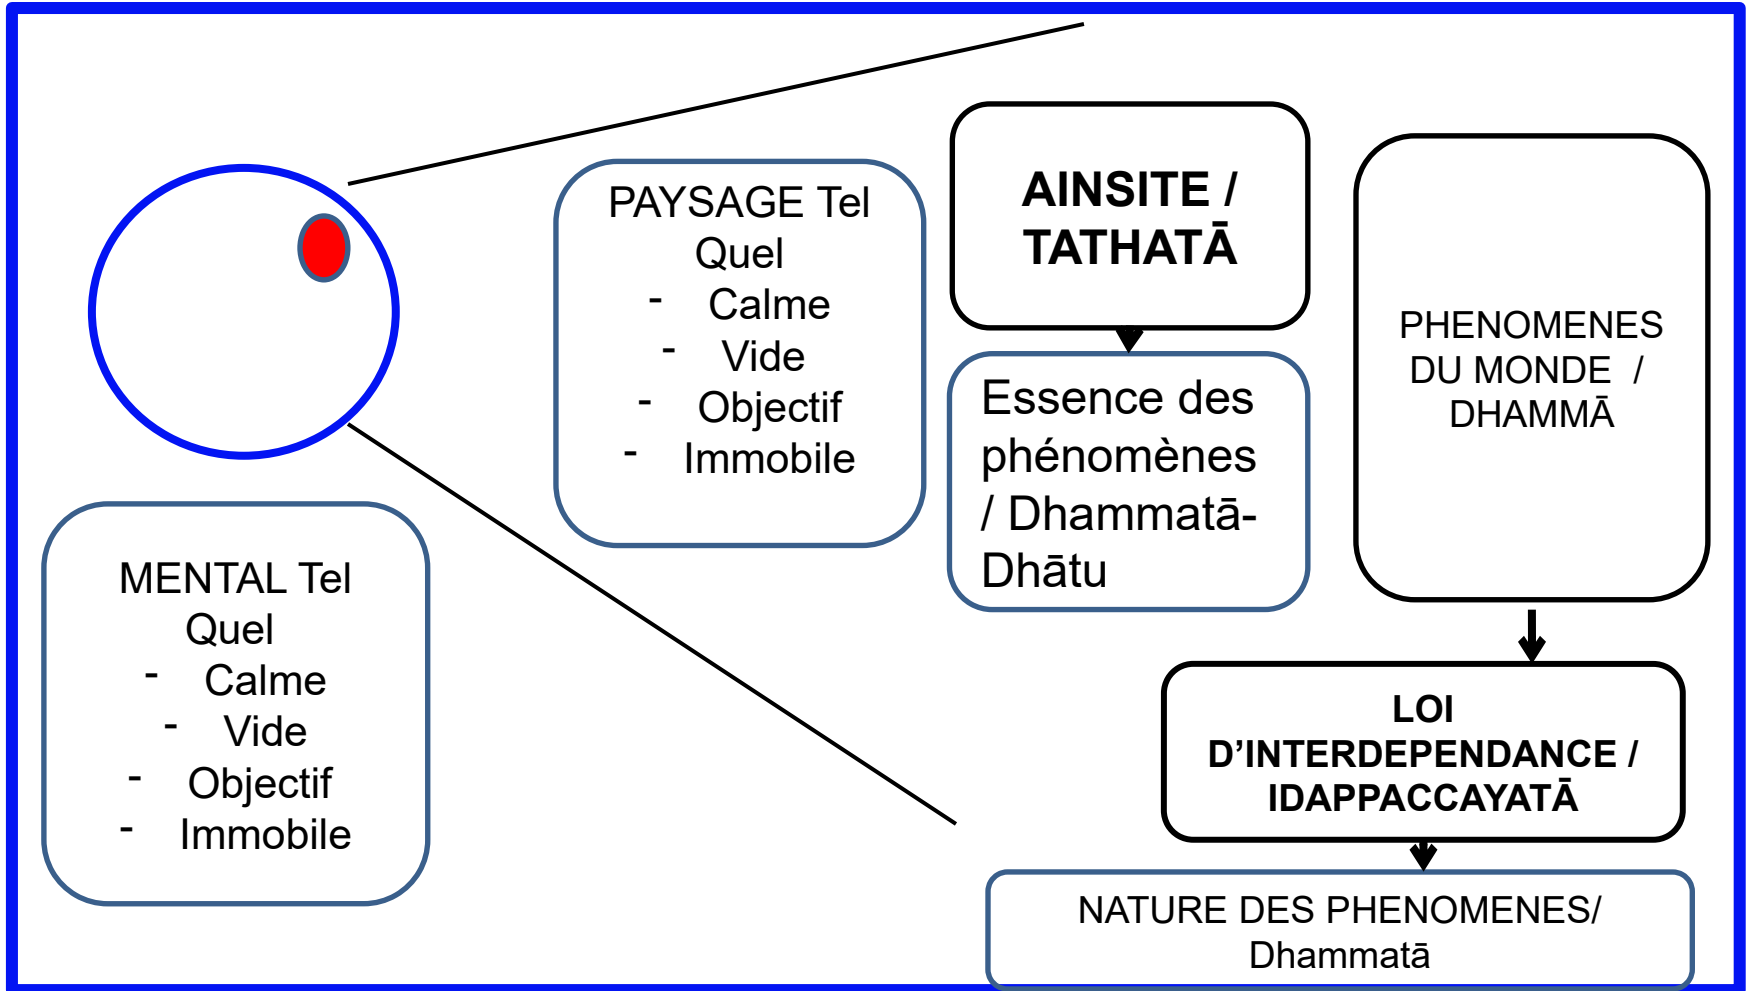 PAYSAGE Tel
Quel
- Calme
- Vide
- Objectif
- Immobile
AINSITE /
TATHATĀ
Essence des
phénomènes
/ Dhammatā-
Dhātu
PHENOMENES
DU MONDE /
DHAMMĀ
MENTAL Tel
Quel
- Calme
- Vide
- Objectif
- Immobile
LOI
D’INTERDEPENDANCE /
IDAPPACCAYATĀ
NATURE DES PHENOMENES/
Dhammatā